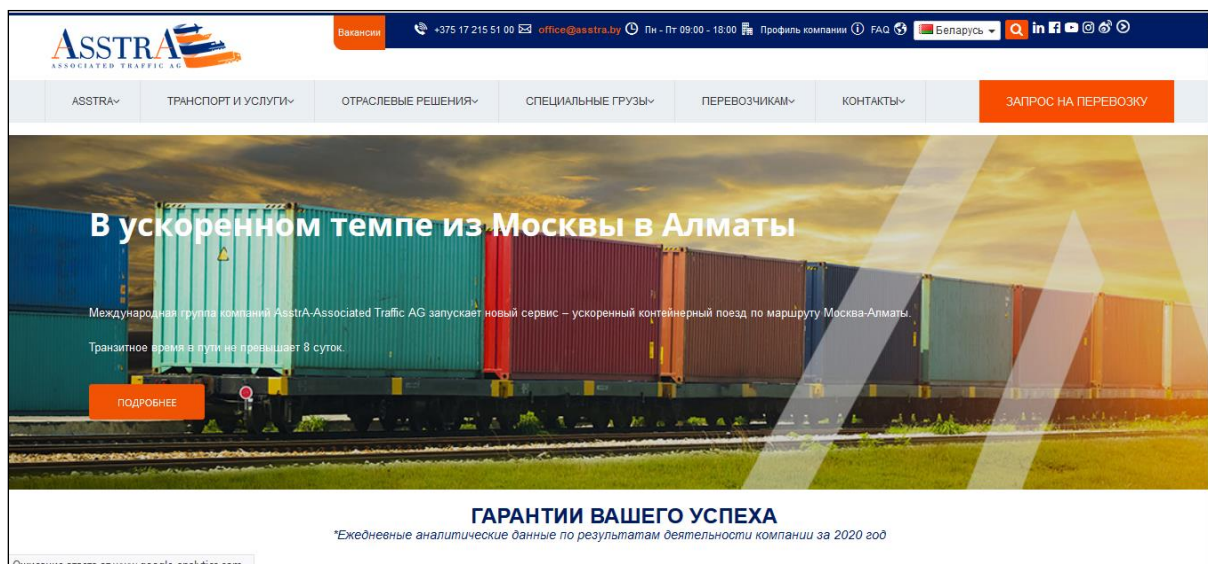 ASSTRA
ASSOCIATED TRAFFIC AG
Вакансии
+375 17 215 51 00 office@asstra.by Пн - Пт 09:00 - 18:00 Профиль компании FAQ Беларусь
ASSTRA ТРАНСПОРТ И УСЛУГИ ОТРАСЛЕВЫЕ РЕШЕНИЯ СПЕЦИАЛЬНЫЕ ГРУЗЫ ПЕРЕВОЗЧИКАМ КОНТАКТЫ ЗАПРОС НА ПЕРЕВОЗКУ
В ускоренном темпе из Москвы в Алматы
Международная группа компаний AsstrA-Associated Traffic AG запускает новый сервис – ускоренный контейнерный поезд по маршруту Москва-Алматы.
Транзитное время в пути не превышает 8 суток.
ПОДРОБНЕЕ
ГАРАНТИИ ВАШЕГО УСПЕХА
*Ежедневные аналитические данные по результатам деятельности компании за 2020 год